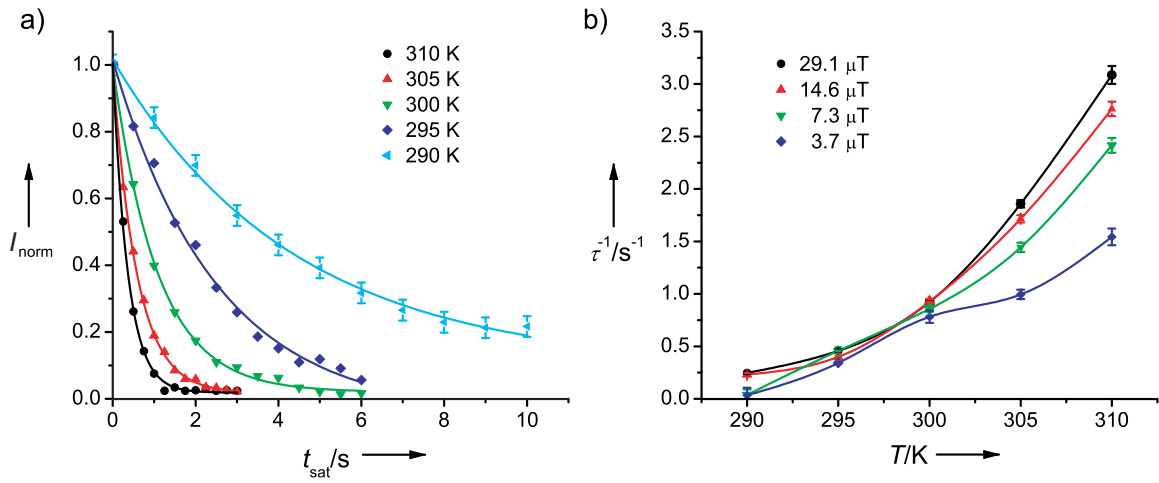 a)
1.0
0.8
0.6
0.4
0.2
0.0
I_norm
310 K
305 K
300 K
295 K
290 K
0 2 4 6 8 10
t_sat/s
b)
3.5
3.0
2.5
2.0
1.5
1.0
0.5
0.0
τ⁻¹/s⁻¹
29.1 μT
14.6 μT
7.3 μT
3.7 μT
290 295 300 305 310
T/K